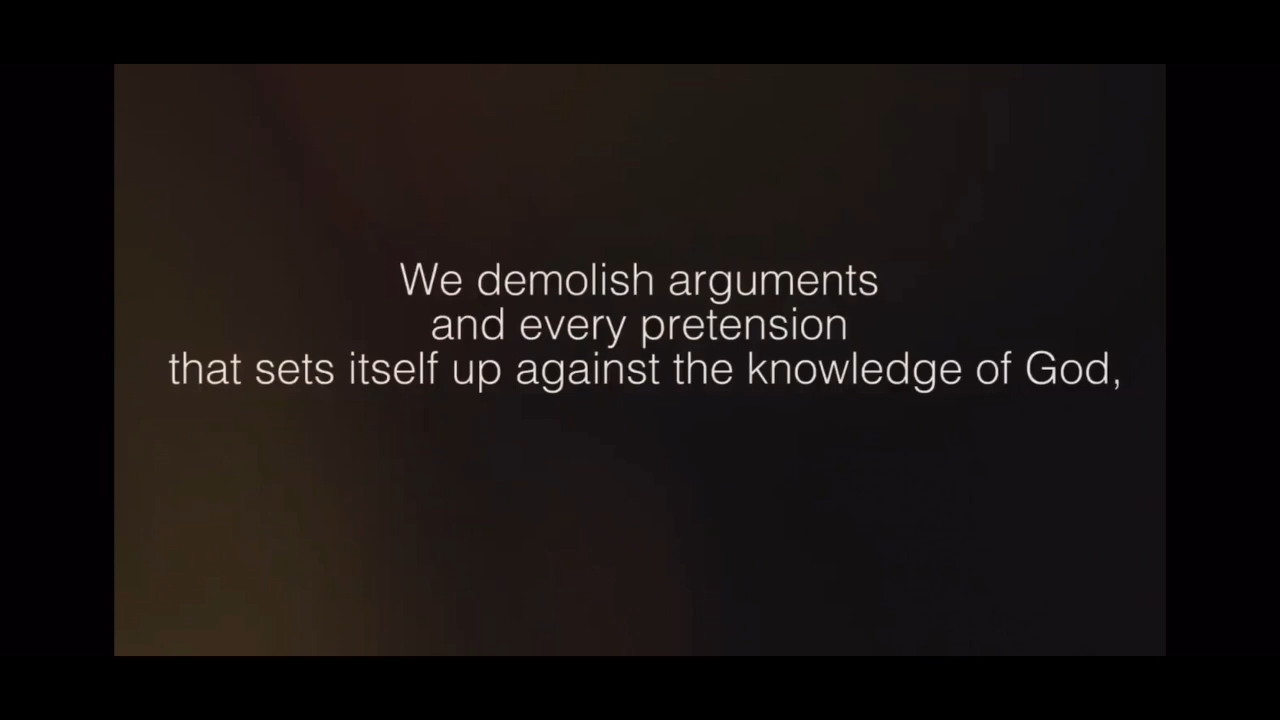 We demolish arguments
and every pretension
that sets itself up against the knowledge of God,